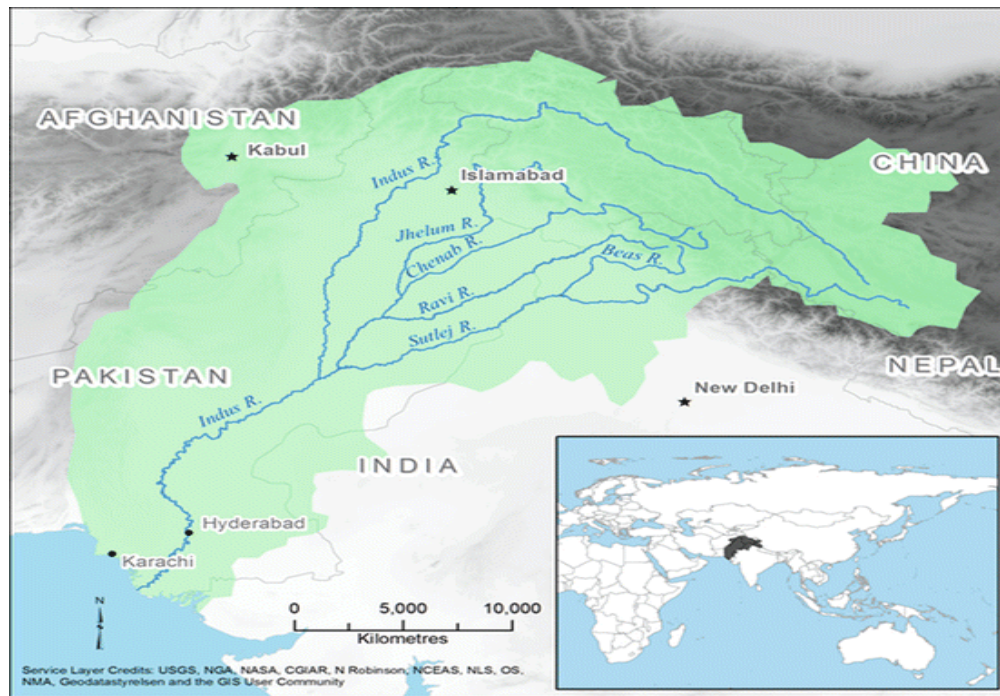 AFGHANISTAN
Kabul
Indus R.
Islamabad
CHINA
Jhelum R.
Chenab R.
Beas R.
Ravi R.
Sutlej R.
NEPAL
PAKISTAN
New Delhi
Indus R.
INDIA
Hyderabad
Karachi
N
0 5,000 10,000
Kilometres
Service Layer Credits: USGS, NGA, NASA, CGIAR, N Robinson, NCEAS, NLS, OS,
NMA, Geodatastyrelsen and the GIS User Community